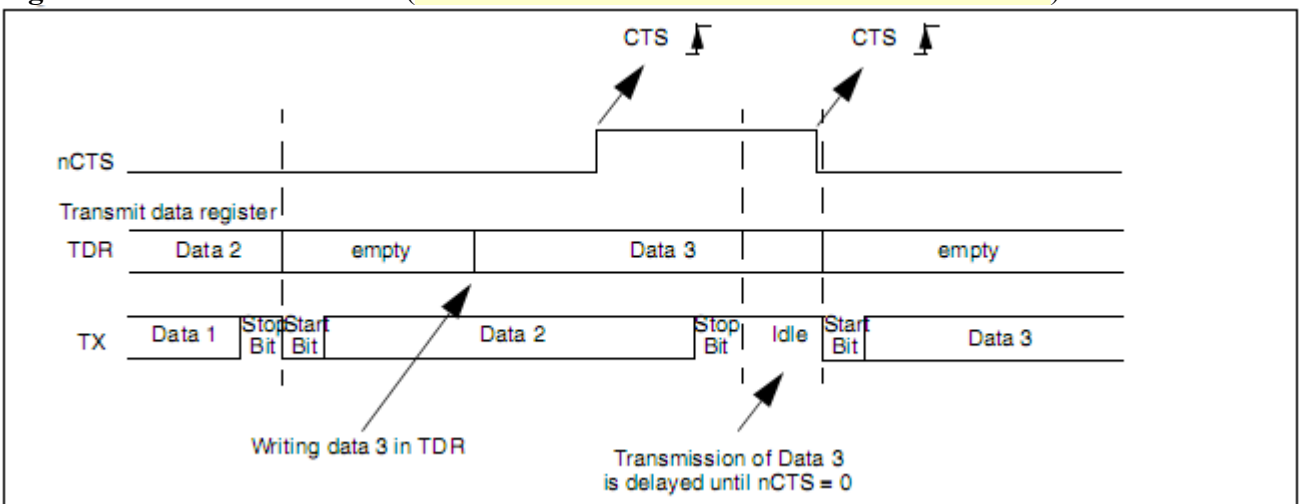 CTS CTS
nCTS
Transmit data register
TDR Data 2 empty Data 3 empty
TX Data 1 Stop Bit Start Bit Data 2 Stop Bit Idle Start Bit Data 3
Writing data 3 in TDR
Transmission of Data 3
is delayed until nCTS = 0